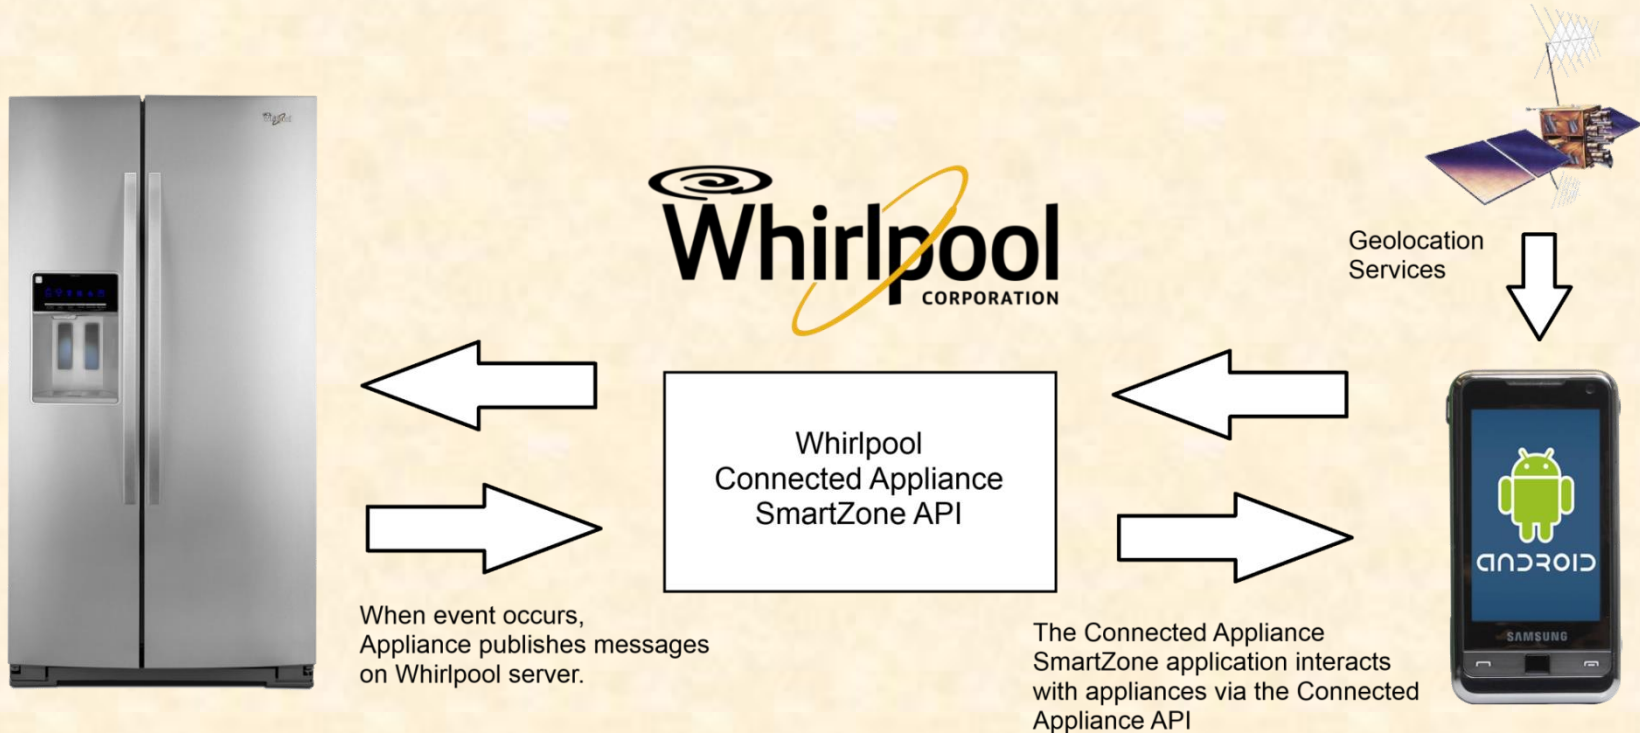 Whirlpool
Whirlpool
CORPORATION
Geolocation
Services
Whirlpool
Connected Appliance
SmartZone API
When event occurs,
Appliance publishes messages
on Whirlpool server.
The Connected Appliance
SmartZone application interacts
with appliances via the Connected
Appliance API
ANDROID
SAMSUNG